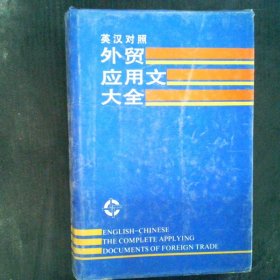 英汉对照
外贸
应用文
大全
ENGLISH-CHINESE
THE COMPLETE APPLYING
DOCUMENTS OF FOREIGN TRADE